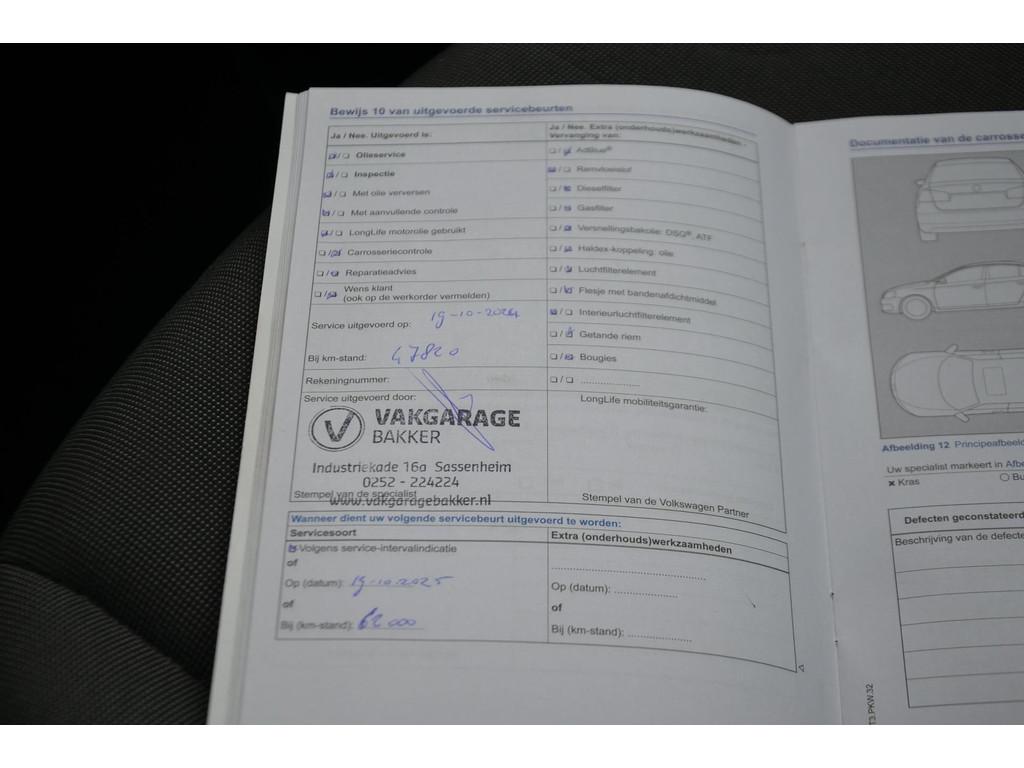 Bewijs 10 van uitgevoerde servicebeurten
Ja / Nee. Uitgevoerd is:
Olieservice
Inspectie
Met olie verversen
Met aanvullende controle
LongLife motorolie gebruikt
Carrosseriecontrole
Reparatieadvies
Wens klant
(ook op de werkorder vermelden)
Service uitgevoerd op: 19-10-2024
Bij km-stand: 47820
Rekeningnummer:
Service uitgevoerd door:
VAKGARAGE
BAKKER
Industriekade 16a Sassenheim
0252 - 224224
Stempel van de specialist
www.vakgaragebakker.nl
Ja / Nee. Extra (onderhouds)werkzaamheden -
Vervanging van:
AdBlue®
Remvloeistof
Dieselfilter
Gasfilter
Versnellingsbakolie: DSG®, ATF
Haldex-koppeling: olie
Luchtfilterelement
Flesje met bandenafdichtmiddel
Interieurluchtfilterelement
Getande riem
Bougies
LongLife mobiliteitsgarantie:
Stempel van de Volkswagen Partner
Wanneer dient uw volgende servicebeurt uitgevoerd te worden:
Servicesoort
Volgens service-intervalindicatie
of
Op (datum): 19-10-2025
of
Bij (km-stand): 62000
Extra (onderhouds)werkzaamheden
Op (datum):
of
Bij (km-stand):
Documentatie van de carrosse
Afbeelding 12 Principeafbeeld
Uw specialist markeert in Afbe
Kras
Bu
Defecten geconstateerd
Beschrijving van de defecte
T3.PKW.32